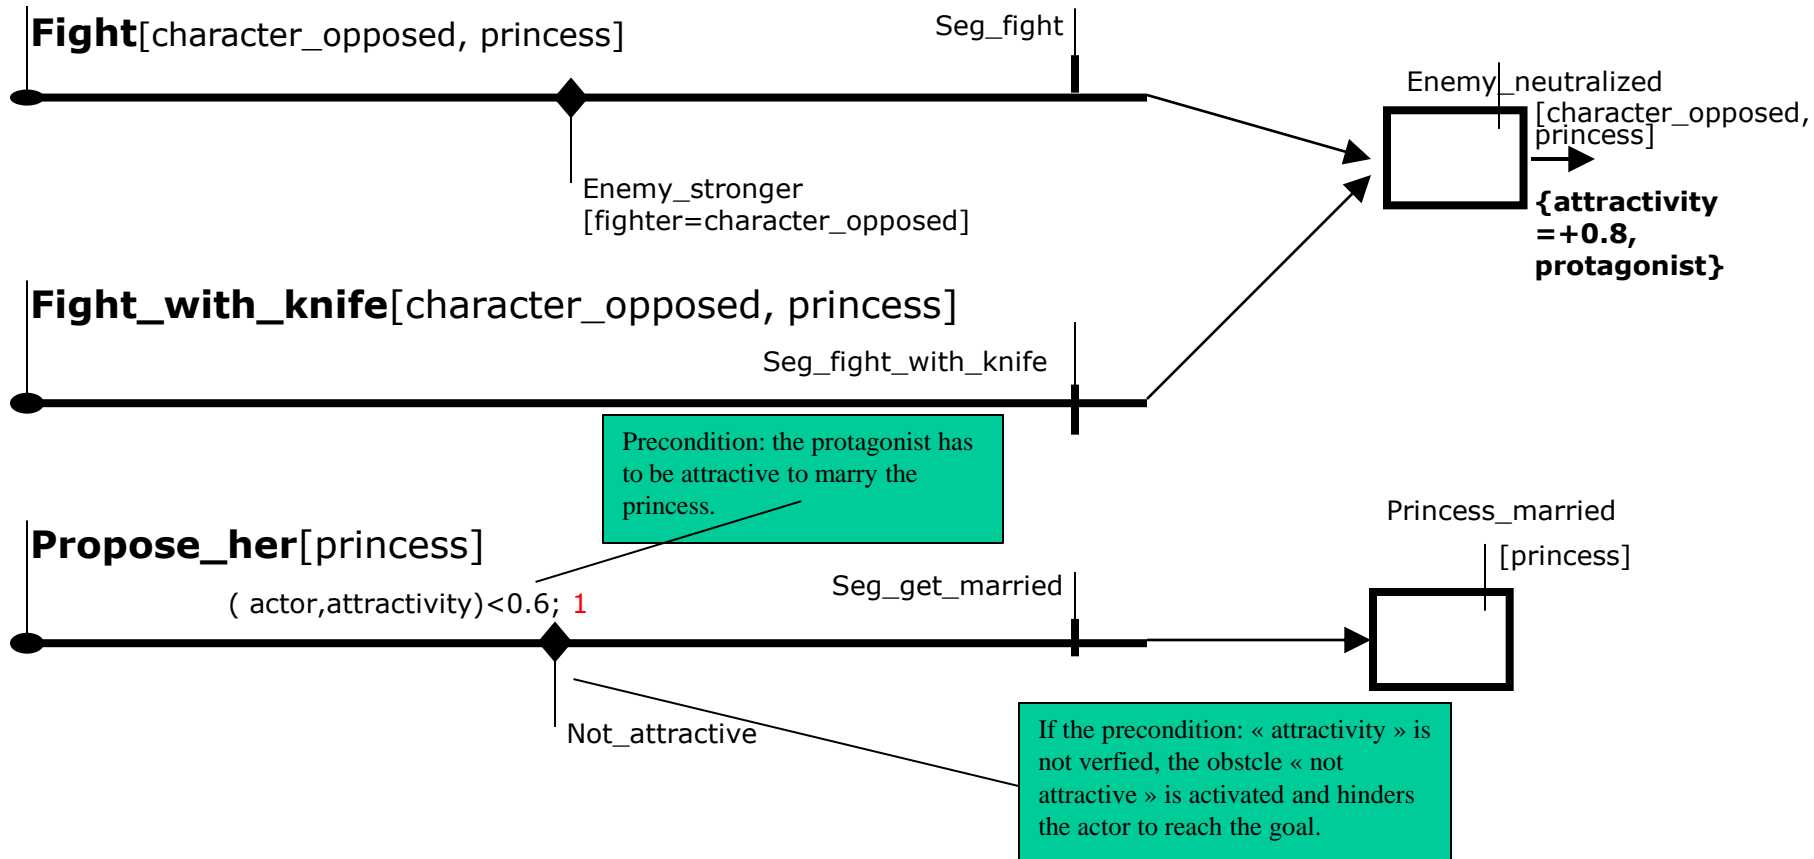 Fight[character_opposed, princess]
Seg_fight
Enemy_neutralized
[character_opposed,
princess]
Enemy_stronger
[fighter=character_opposed]
{attractivity
=+0.8,
protagonist}
Fight_with_knife[character_opposed, princess]
Seg_fight_with_knife
Precondition: the protagonist has
to be attractive to marry the
princess.
Propose_her[princess]
( actor,attractivity)<0.6; 1
Seg_get_married
Princess_married
[princess]
Not_attractive
If the precondition: « attractivity » is
not verfied, the obstcle « not
attractive » is activated and hinders
the actor to reach the goal.